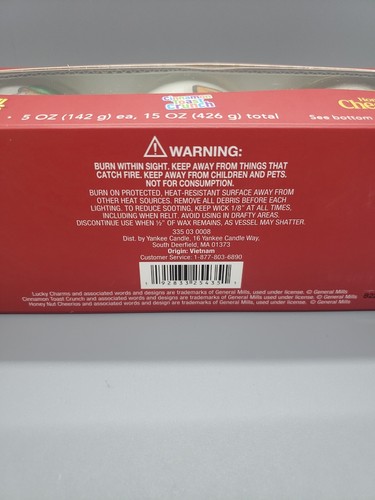 Cinnamon
Toast
Crunch
• 5 OZ (142 g) ea, 15 OZ (426 g) total
See bottom
WARNING:
BURN WITHIN SIGHT. KEEP AWAY FROM THINGS THAT
CATCH FIRE. KEEP AWAY FROM CHILDREN AND PETS.
NOT FOR CONSUMPTION.
BURN ON PROTECTED, HEAT-RESISTANT SURFACE AWAY FROM
OTHER HEAT SOURCES. REMOVE ALL DEBRIS BEFORE EACH
LIGHTING. TO REDUCE SOOTING, KEEP WICK 1/8" AT ALL TIMES,
INCLUDING WHEN RELIT. AVOID USING IN DRAFTY AREAS.
DISCONTINUE USE WHEN ½" OF WAX REMAINS, AS VESSEL MAY SHATTER.
335 03 0008
Dist. by Yankee Candle, 16 Yankee Candle Way,
South Deerfield, MA 01373
Origin: Vietnam
Customer Service: 1-877-803-6890
Lucky Charms and associated words and designs are trademarks of General Mills, used under license. © General Mills
Cinnamon Toast Crunch and associated words and designs are trademarks of General Mills, used under license. © General Mills
Honey Nut Cheerios and associated words and designs are trademarks of General Mills, used under license. © General Mills